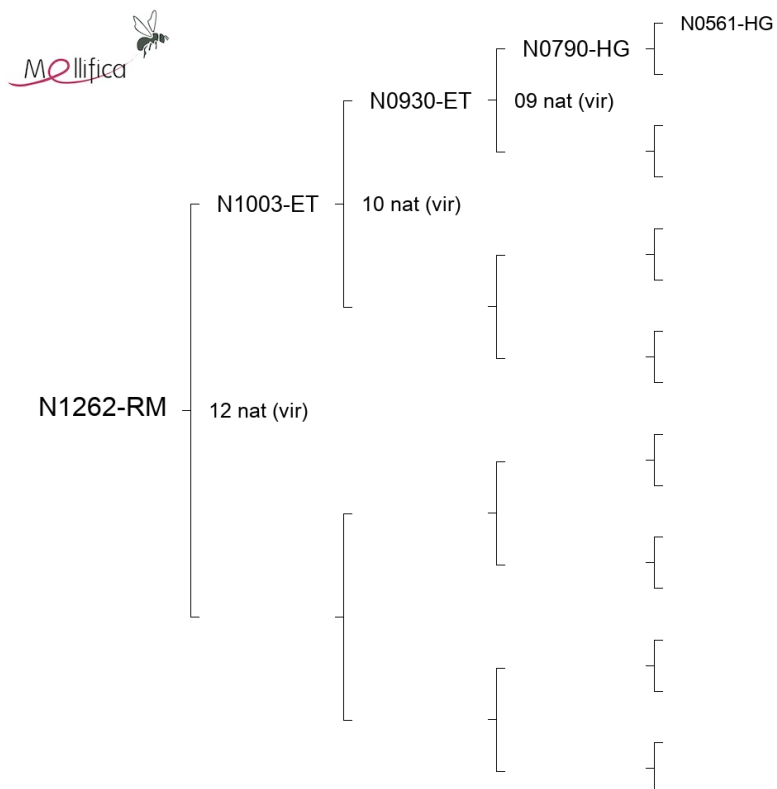 Mellifica
N0561-HG
N0790-HG
N0930-ET 09 nat (vir)
N1003-ET 10 nat (vir)
N1262-RM 12 nat (vir)